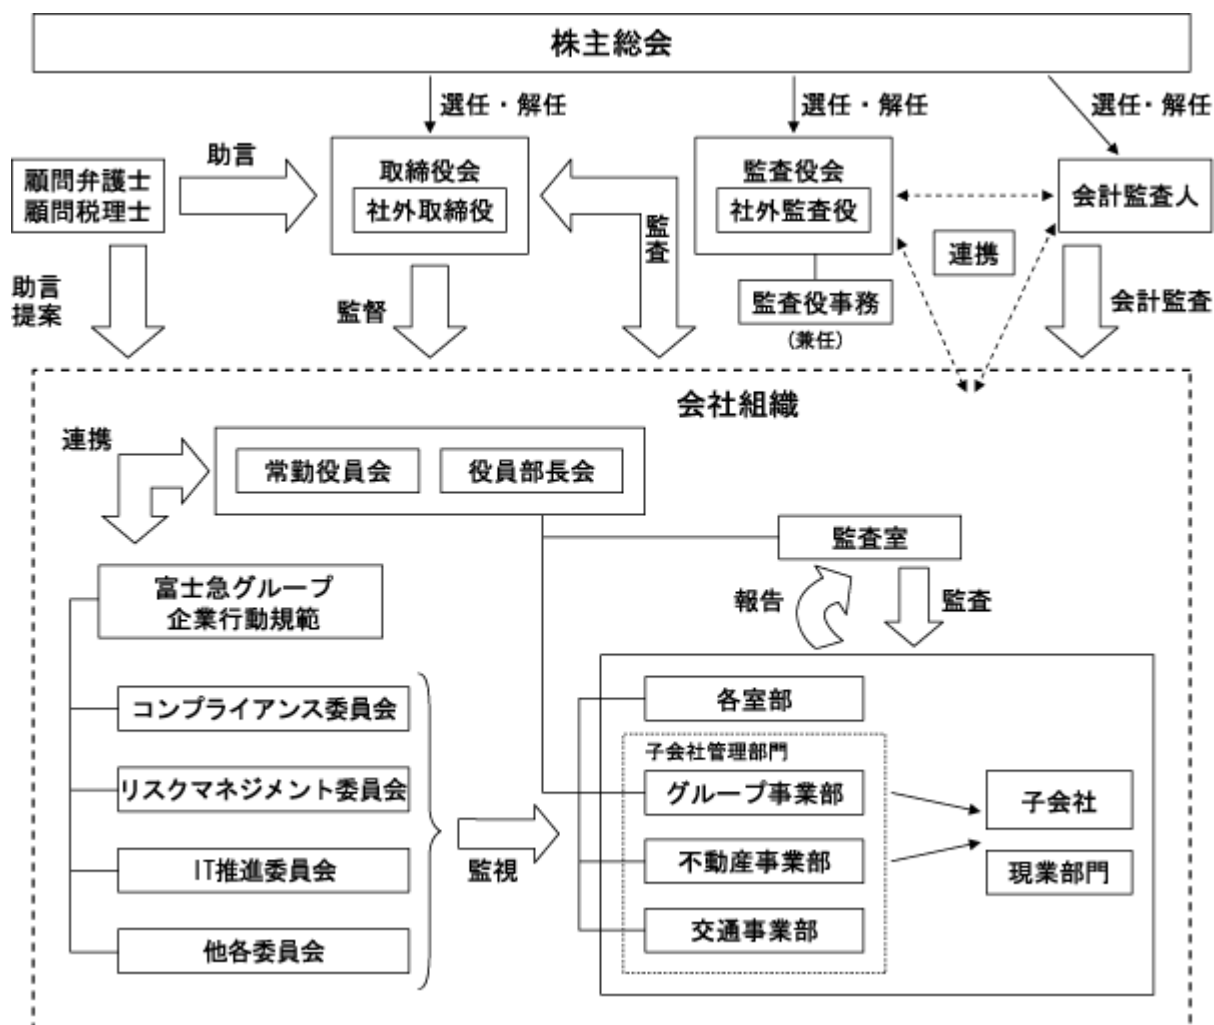 株主総会
選任・解任
選任・解任
選任・解任
助言
顧問弁護士
顧問税理士
取締役会
社外取締役
監査
監査役会
社外監査役
会計監査人
連携
助言
提案
監督
監査役事務
(兼任)
会計監査
会社組織
連携
常勤役員会
役員部長会
監査室
富士急グループ
企業行動規範
報告
監査
コンプライアンス委員会
リスクマネジメント委員会
IT推進委員会
他各委員会
監視
各室部
子会社管理部門
グループ事業部
不動産事業部
交通事業部
子会社
現業部門